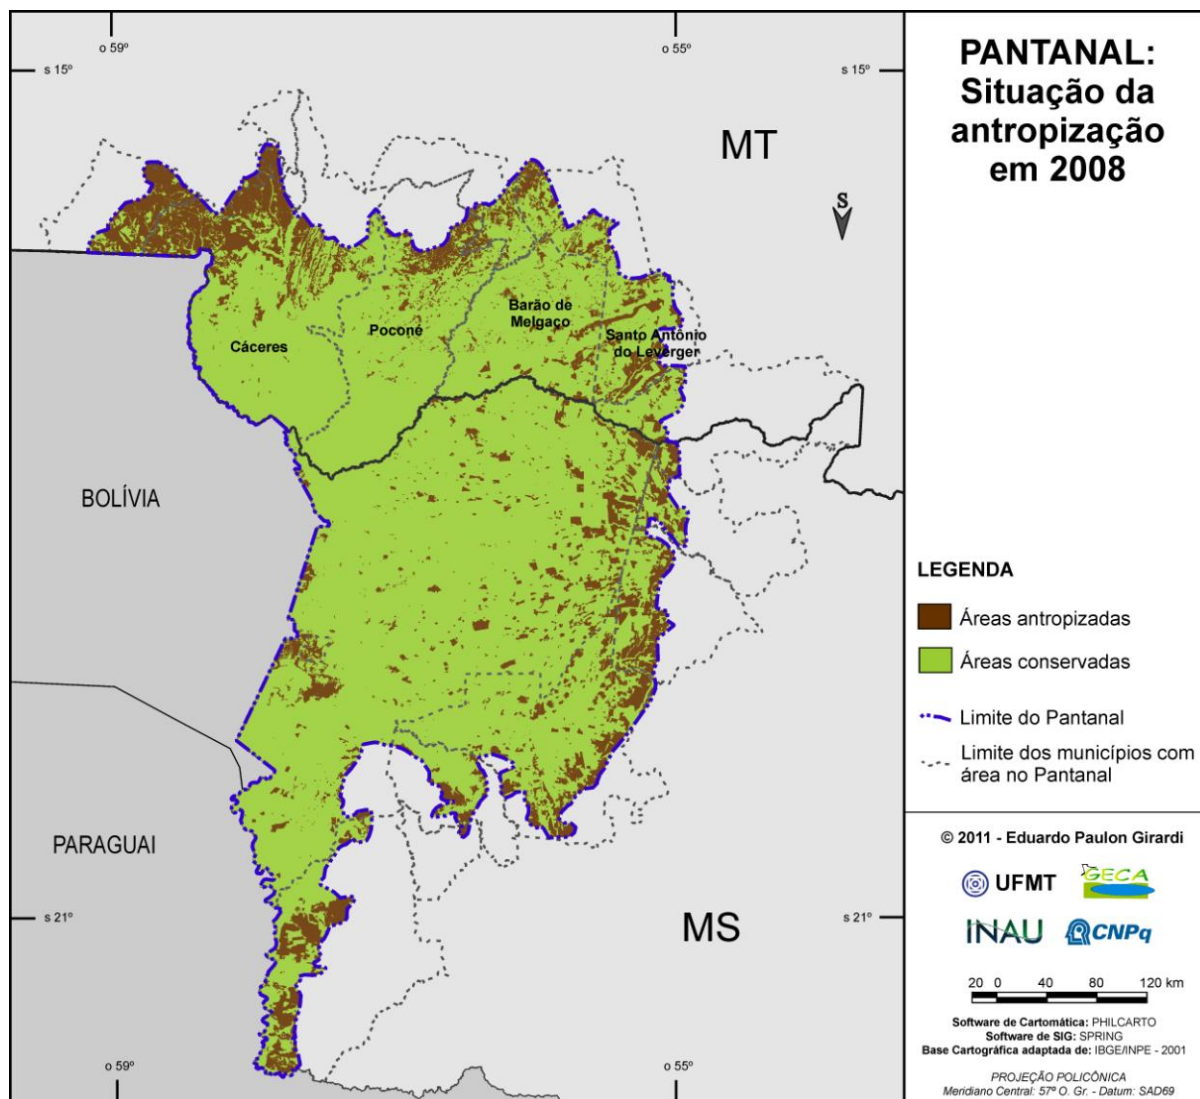 o 59º
o 55º
s 15º
s 15º
MT
S
Cáceres
Poconé
Barão de
Melgaço
Santo Antônio
do Leverger
BOLÍVIA
PARAGUAI
MS
s 21º
s 21º
o 59º
o 55º
PANTANAL:
Situação da
antropização
em 2008
LEGENDA
Áreas antropizadas
Áreas conservadas
Limite do Pantanal
Limite dos municípios com
área no Pantanal
© 2011 - Eduardo Paulon Girardi
UFMT
GECA
INAU
CNPq
20 0 40 80 120 km
Software de Cartomática: PHILCARTO
Software de SIG: SPRING
Base Cartográfica adaptada de: IBGE/INPE - 2001
PROJEÇÃO POLICÔNICA
Meridiano Central: 57º O. Gr. - Datum: SAD69